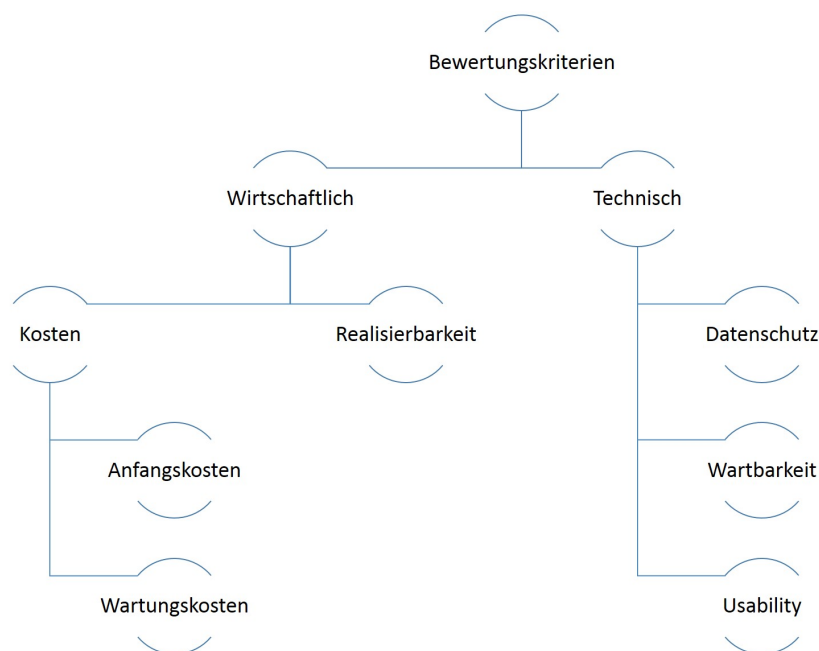 Bewertungskriterien
Wirtschaftlich
Technisch
Kosten
Realisierbarkeit
Datenschutz
Anfangskosten
Wartbarkeit
Wartungskosten
Usability